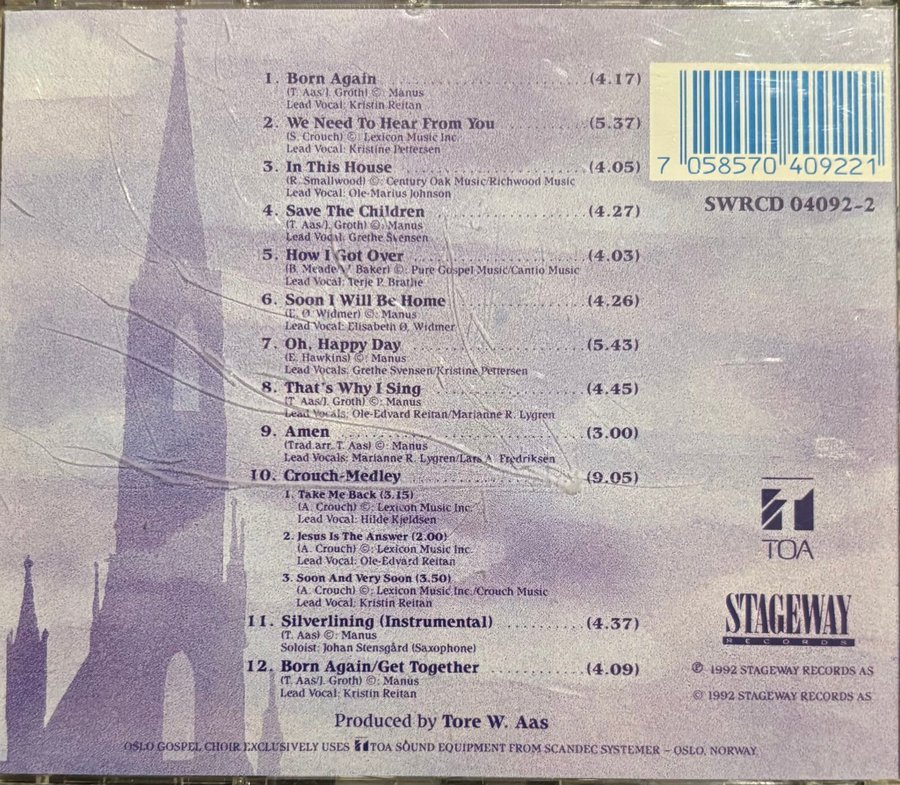 1. Born Again ........................ (4.17)
(T. Aas/J. Groth) ©: Manus
Lead Vocal: Kristin Reitan
2. We Need To Hear From You ............ (5.37)
(S. Crouch) ©: Lexicon Music Inc.
Lead Vocal: Kristine Pettersen
3. In This House ........................ (4.05)
(R. Smallwood) ©: Century Oak Music/Richwood Music
Lead Vocal: Ole-Marius Johnson
4. Save The Children .................... (4.27)
(T. Aas/J. Groth) ©: Manus
Lead Vocal: Grethe Svensen
5. How I Got Over ...................... (4.03)
(B. Meade/V. Baker) ©: Pure Gospel Music/Cantio Music
Lead Vocal: Terje P. Brathe
6. Soon I Will Be Home .................. (4.26)
(E. Ø. Widmer) ©: Manus
Lead Vocal: Elisabeth Ø. Widmer
7. Oh, Happy Day ...................... (5.43)
(E. Hawkins) ©: Manus
Lead Vocals: Grethe Svensen/Kristine Pettersen
8. That's Why I Sing .................... (4.45)
(T. Aas/J. Groth) ©: Manus
Lead Vocals: Ole-Edvard Reitan/Marianne R. Lygren
9. Amen .............................. (3.00)
(Trad.arr. T. Aas) ©: Manus
Lead Vocals: Marianne R. Lygren/Lars A. Fredriksen
10. Crouch-Medley ...................... (9.05)
1. Take Me Back (3.15)
(A. Crouch) ©: Lexicon Music Inc.
Lead Vocal: Hilde Kjeldsen
2. Jesus Is The Answer (2.00)
(A. Crouch) ©: Lexicon Music Inc.
Lead Vocal: Ole-Edvard Reitan
3. Soon And Very Soon (3.50)
(A. Crouch) ©: Lexicon Music Inc./Crouch Music
Lead Vocal: Kristin Reitan
11. Silverlining (Instrumental) ............ (4.37)
(T. Aas) ©: Manus
Soloist: Johan Stensgård (Saxophone)
12. Born Again/Get Together .............. (4.09)
(T. Aas/J. Groth) ©: Manus
Lead Vocal: Kristin Reitan
Produced by Tore W. Aas
OSLO GOSPEL CHOIR EXCLUSIVELY USES TOA SOUND EQUIPMENT FROM SCANDEC SYSTEMER – OSLO, NORWAY.
7 058570 409221
SWRCD 04092-2
TOA
STAGEWAY
RECORDS
℗ 1992 STAGEWAY RECORDS AS
© 1992 STAGEWAY RECORDS AS